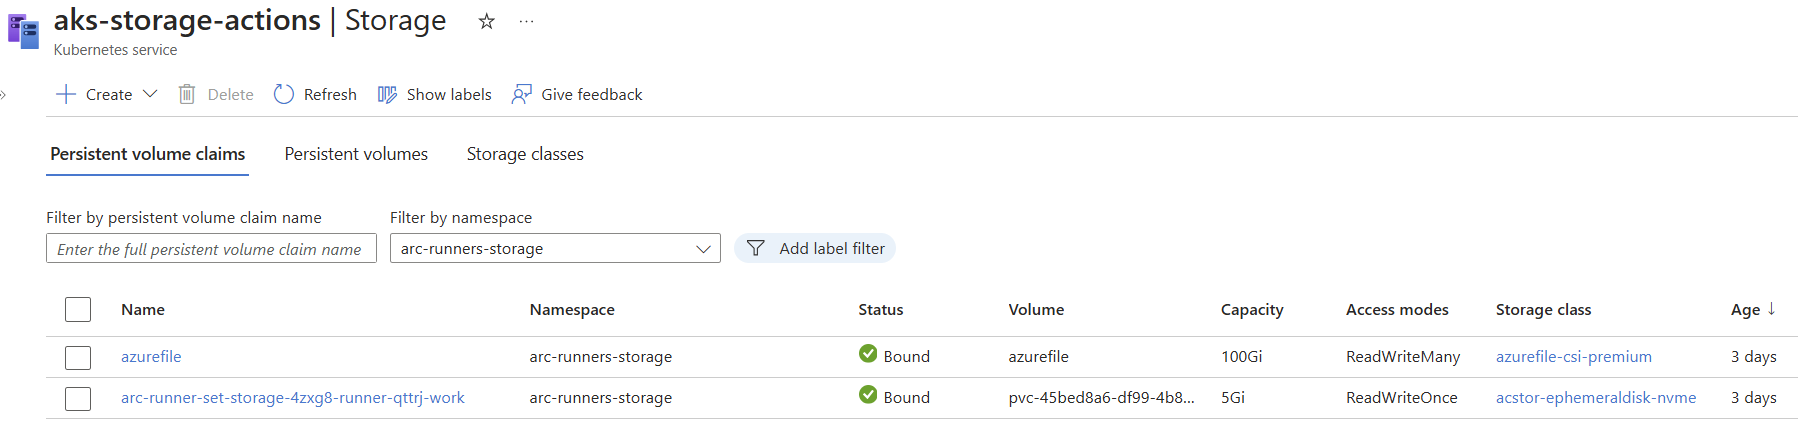 aks-storage-actions | Storage
Kubernetes service
Create Delete Refresh Show labels Give feedback
Persistent volume claims Persistent volumes Storage classes
Filter by persistent volume claim name Filter by namespace
Enter the full persistent volume claim name arc-runners-storage Add label filter
Name Namespace Status Volume Capacity Access modes Storage class Age ↓
azurefile arc-runners-storage Bound azurefile 100Gi ReadWriteMany azurefile-csi-premium 3 days
arc-runner-set-storage-4zxg8-runner-qttrj-work arc-runners-storage Bound pvc-45bed8a6-df99-4b8... 5Gi ReadWriteOnce acstor-ephemeraldisk-nvme 3 days